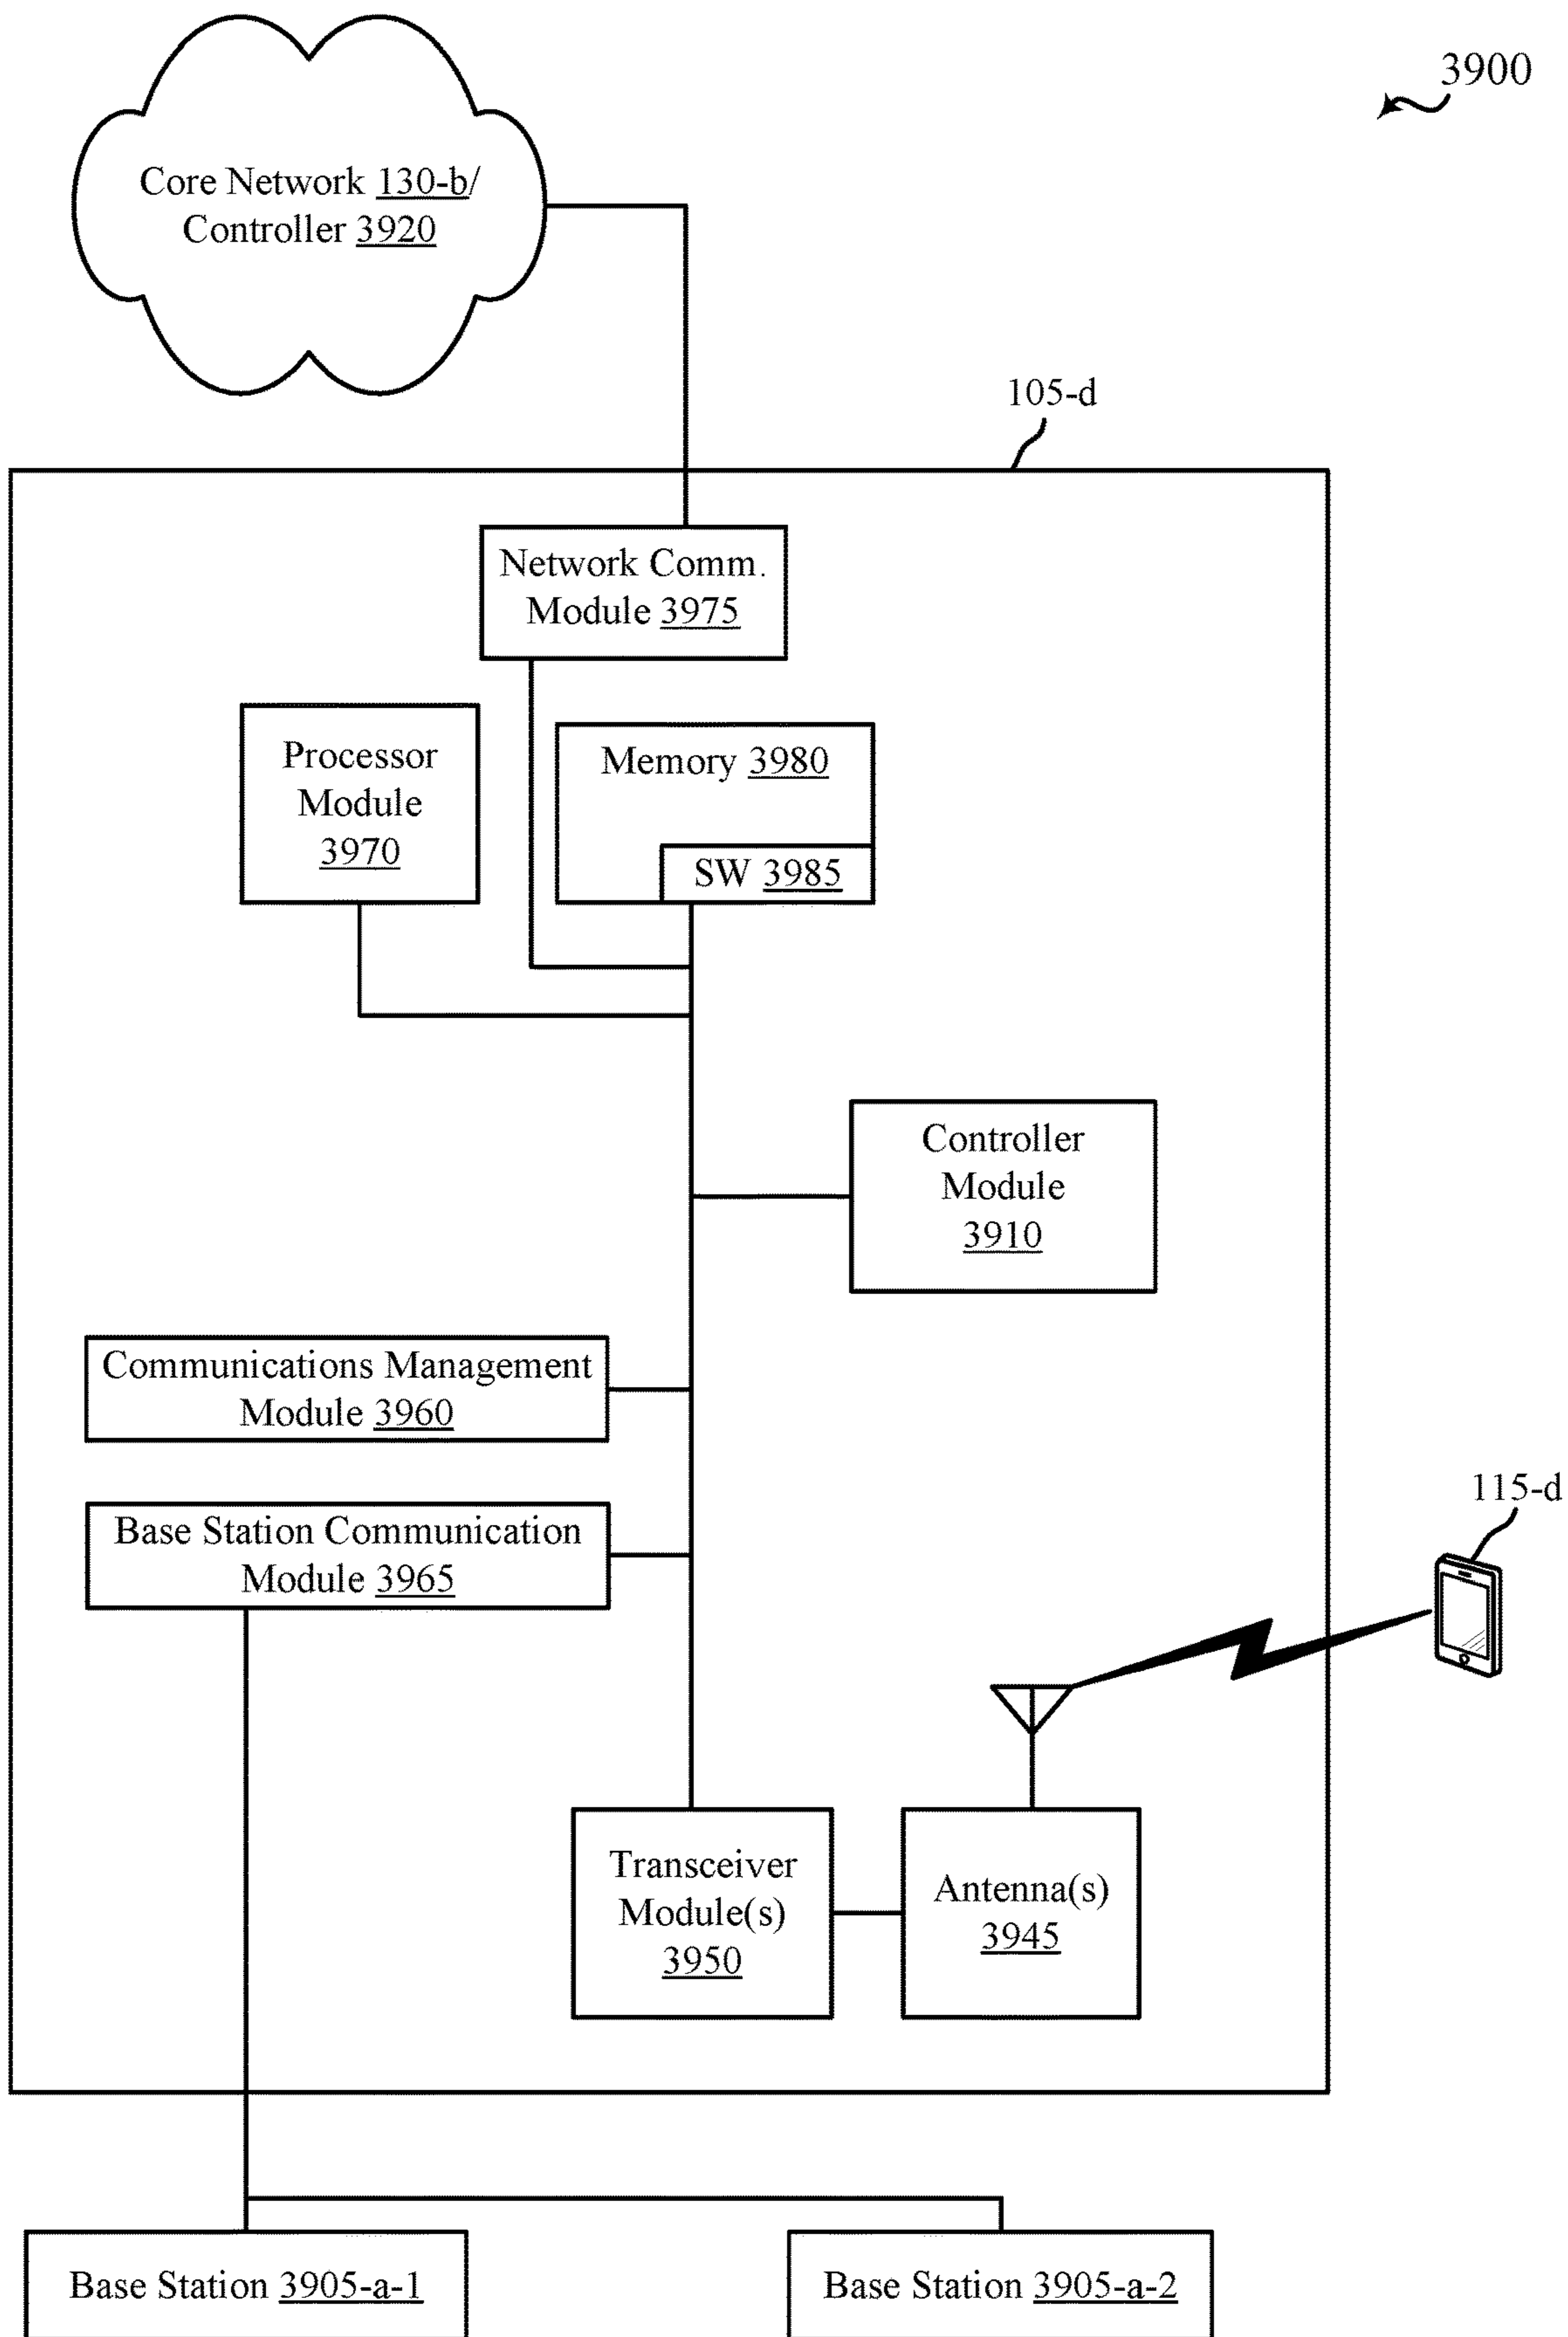 3900
Core Network 130-b/
Controller 3920
105-d
Network Comm.
Module 3975
Processor
Module
3970
Memory 3980
SW 3985
Controller
Module
3910
Communications Management
Module 3960
Base Station Communication
Module 3965
115-d
Transceiver
Module(s)
3950
Antenna(s)
3945
Base Station 3905-a-1
Base Station 3905-a-2